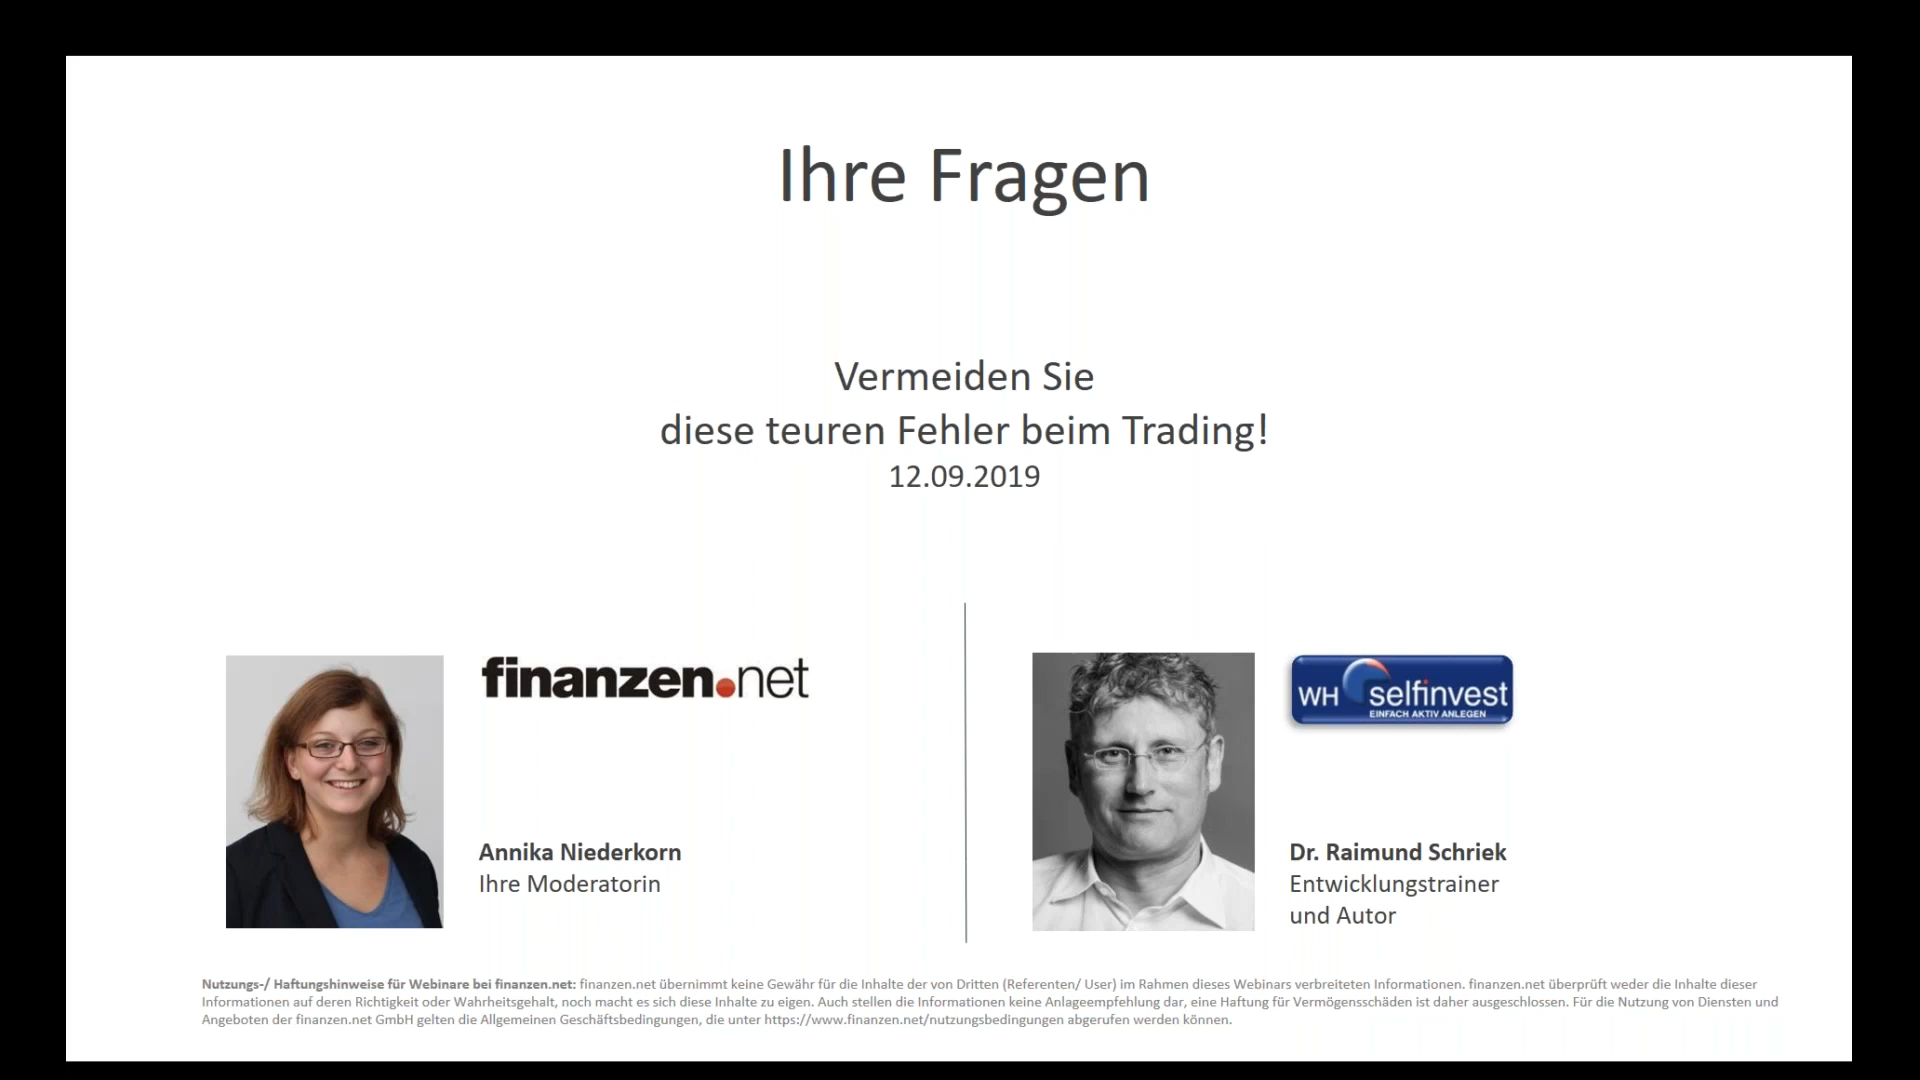 Ihre Fragen
Vermeiden Sie
diese teuren Fehler beim Trading!
12.09.2019
finanzen.net
Annika Niederkorn
Ihre Moderatorin
WH selfinvest
EINFACH AKTIV ANLEGEN
Dr. Raimund Schriek
Entwicklungstrainer
und Autor
Nutzungs-/ Haftungshinweise für Webinare bei finanzen.net: finanzen.net übernimmt keine Gewähr für die Inhalte der von Dritten (Referenten/ User) im Rahmen dieses Webinars verbreiteten Informationen. finanzen.net überprüft weder die Inhalte dieser
Informationen auf deren Richtigkeit oder Wahrheitsgehalt, noch macht es sich diese Inhalte zu eigen. Auch stellen die Informationen keine Anlageempfehlung dar, eine Haftung für Vermögensschäden ist daher ausgeschlossen. Für die Nutzung von Diensten und
Angeboten der finanzen.net GmbH gelten die Allgemeinen Geschäftsbedingungen, die unter https://www.finanzen.net/nutzungsbedingungen abgerufen werden können.